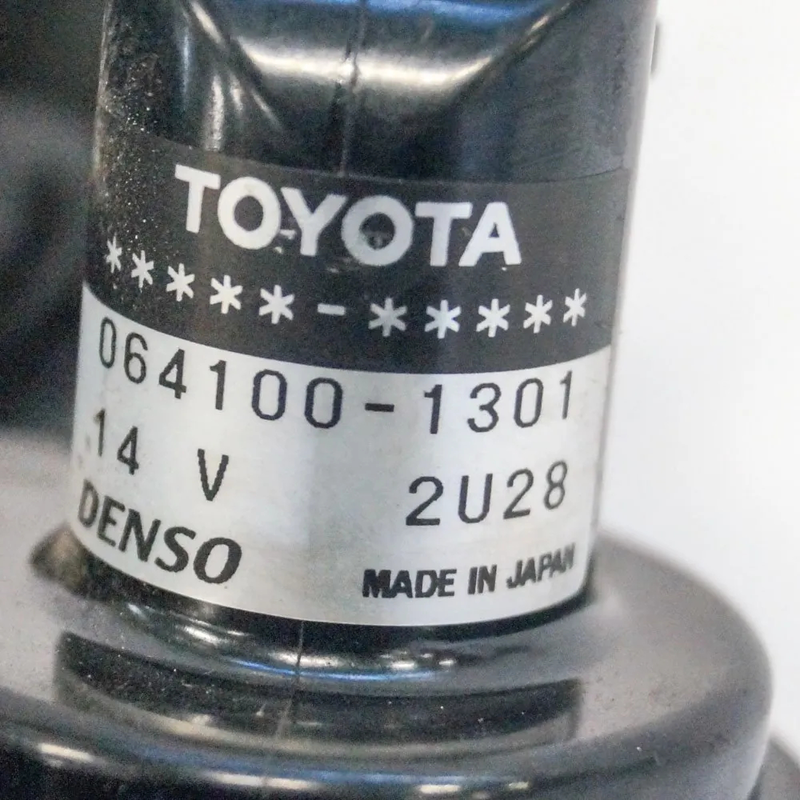 TOYOTA
*****-*****
064100-1301
14 V 2U28
DENSO MADE IN JAPAN